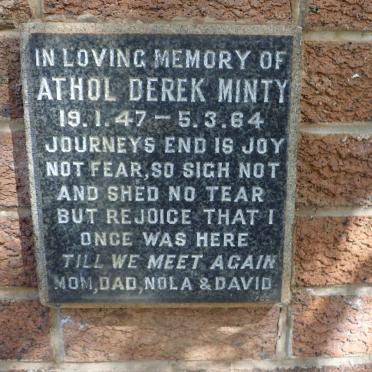 IN LOVING MEMORY OF
ATHOL DEREK MINTY
19.1.47 — 5.3.64
JOURNEYS END IS JOY
NOT FEAR, SO SIGH NOT
AND SHED NO TEAR
BUT REJOICE THAT I
ONCE WAS HERE
TILL WE MEET AGAIN
MOM, DAD, NOLA & DAVID